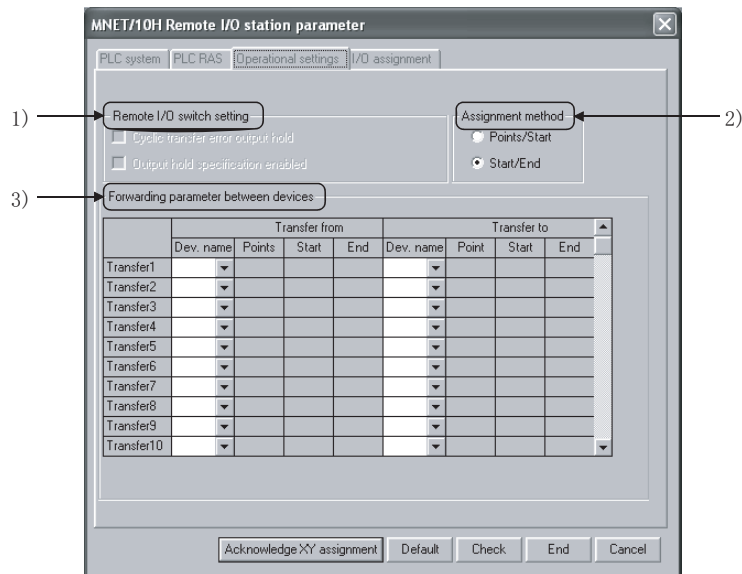 MNET/10H Remote I/O station parameter
PLC system PLC RAS Operational settings I/O assignment
1) Remote I/O switch setting Assignment method 2)
Cyclic transfer error output hold Points/Start
Output hold specification enabled Start/End
3) Forwarding parameter between devices
Transfer from Transfer to
Dev. name Points Start End Dev. name Point Start End
Transfer1
Transfer2
Transfer3
Transfer4
Transfer5
Transfer6
Transfer7
Transfer8
Transfer9
Transfer10
Acknowledge XY assignment Default Check End Cancel